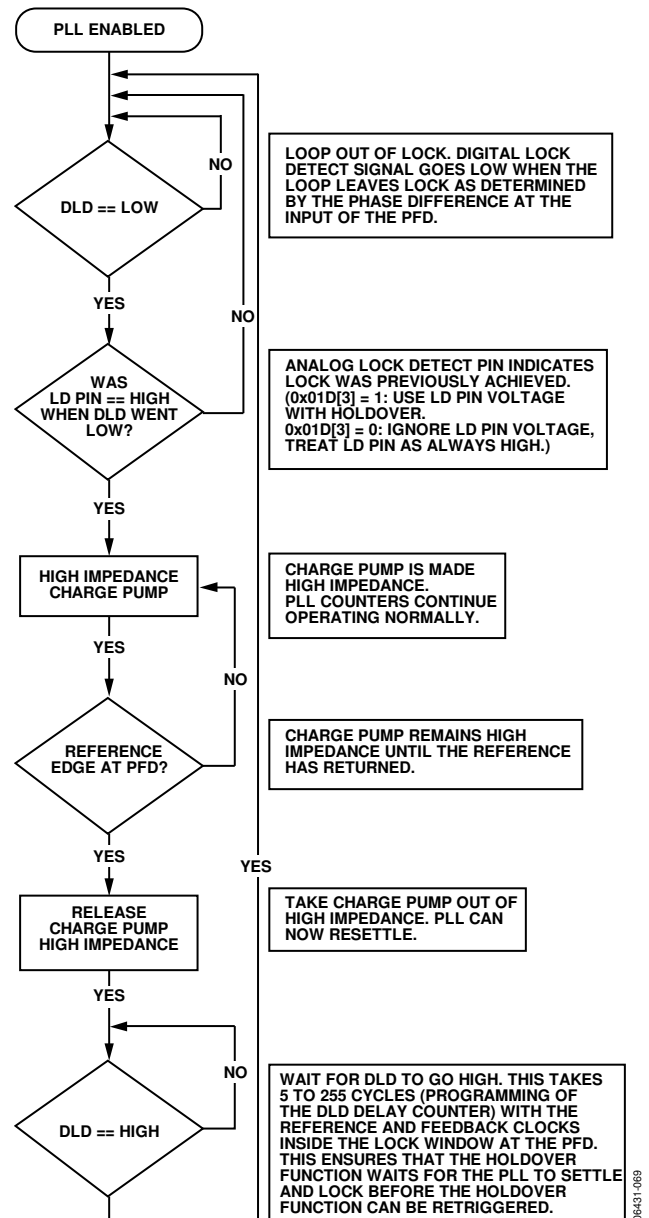 PLL ENABLED
NO
DLD == LOW
LOOP OUT OF LOCK. DIGITAL LOCK
DETECT SIGNAL GOES LOW WHEN THE
LOOP LEAVES LOCK AS DETERMINED
BY THE PHASE DIFFERENCE AT THE
INPUT OF THE PFD.
YES
NO
WAS
LD PIN == HIGH
WHEN DLD WENT
LOW?
ANALOG LOCK DETECT PIN INDICATES
LOCK WAS PREVIOUSLY ACHIEVED.
(0x01D[3] = 1: USE LD PIN VOLTAGE
WITH HOLDOVER.
0x01D[3] = 0: IGNORE LD PIN VOLTAGE,
TREAT LD PIN AS ALWAYS HIGH.)
YES
HIGH IMPEDANCE
CHARGE PUMP
CHARGE PUMP IS MADE
HIGH IMPEDANCE.
PLL COUNTERS CONTINUE
OPERATING NORMALLY.
YES
NO
REFERENCE
EDGE AT PFD?
CHARGE PUMP REMAINS HIGH
IMPEDANCE UNTIL THE REFERENCE
HAS RETURNED.
YES
YES
RELEASE
CHARGE PUMP
HIGH IMPEDANCE
TAKE CHARGE PUMP OUT OF
HIGH IMPEDANCE. PLL CAN
NOW RESETTLE.
YES
NO
DLD == HIGH
WAIT FOR DLD TO GO HIGH. THIS TAKES
5 TO 255 CYCLES (PROGRAMMING OF
THE DLD DELAY COUNTER) WITH THE
REFERENCE AND FEEDBACK CLOCKS
INSIDE THE LOCK WINDOW AT THE PFD.
THIS ENSURES THAT THE HOLDOVER
FUNCTION WAITS FOR THE PLL TO SETTLE
AND LOCK BEFORE THE HOLDOVER
FUNCTION CAN BE RETRIGGERED.
06431-069